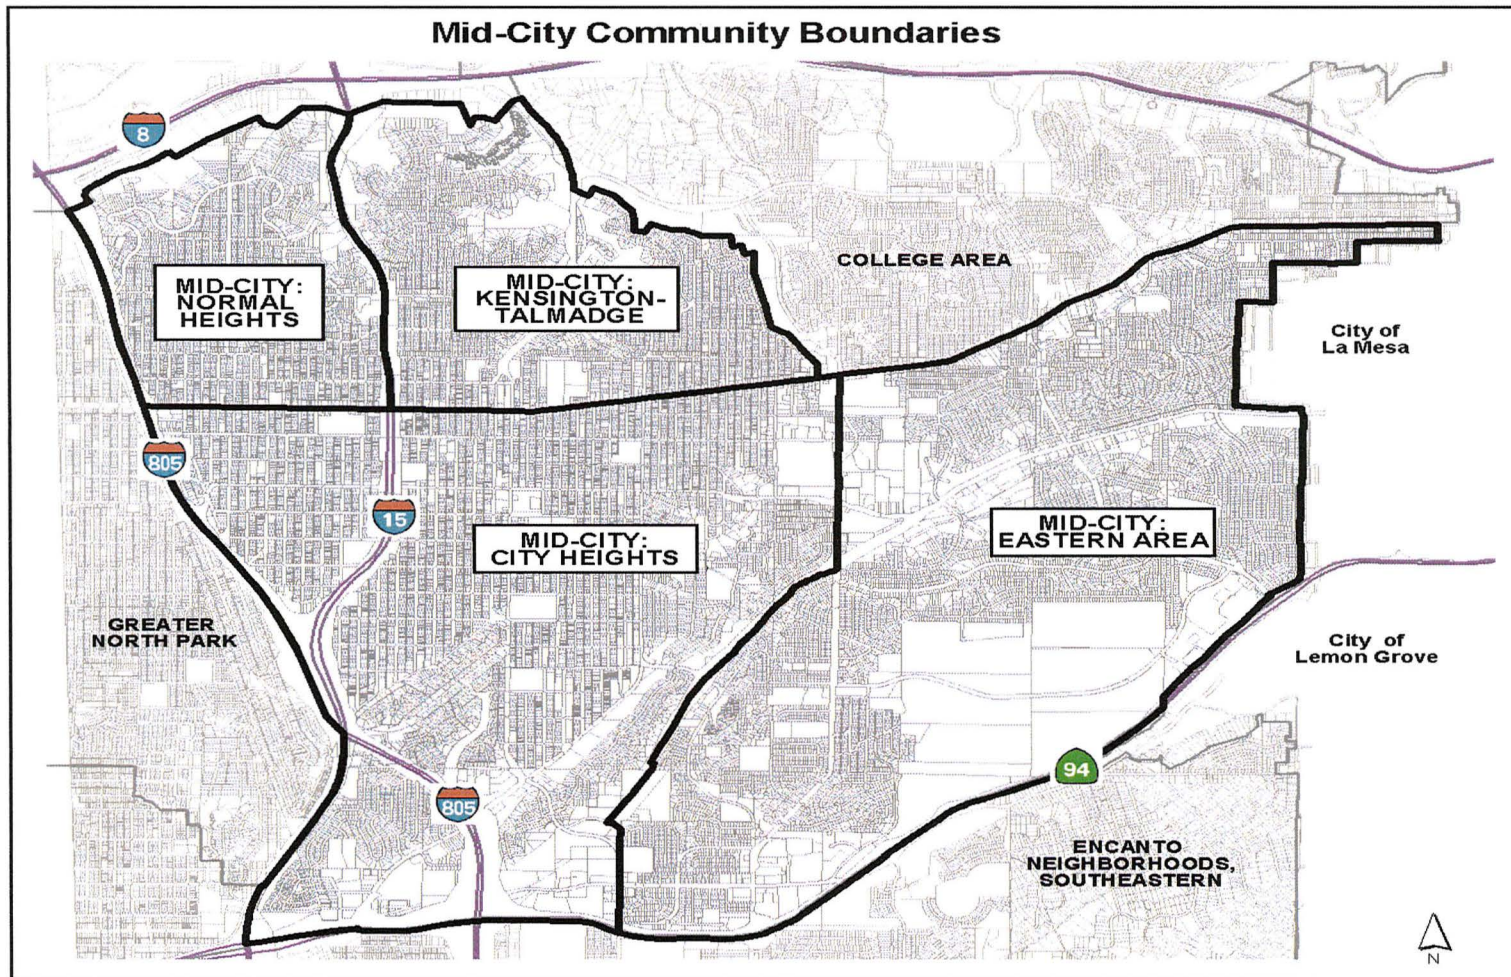 Mid-City Community Boundaries
8
MID-CITY:
NORMAL
HEIGHTS
MID-CITY:
KENSINGTON-
TALMADGE
COLLEGE AREA
City of
La Mesa
805
15
MID-CITY:
CITY HEIGHTS
MID-CITY:
EASTERN AREA
GREATER
NORTH PARK
City of
Lemon Grove
94
805
ENCANTO
NEIGHBORHOODS,
SOUTHEASTERN
N